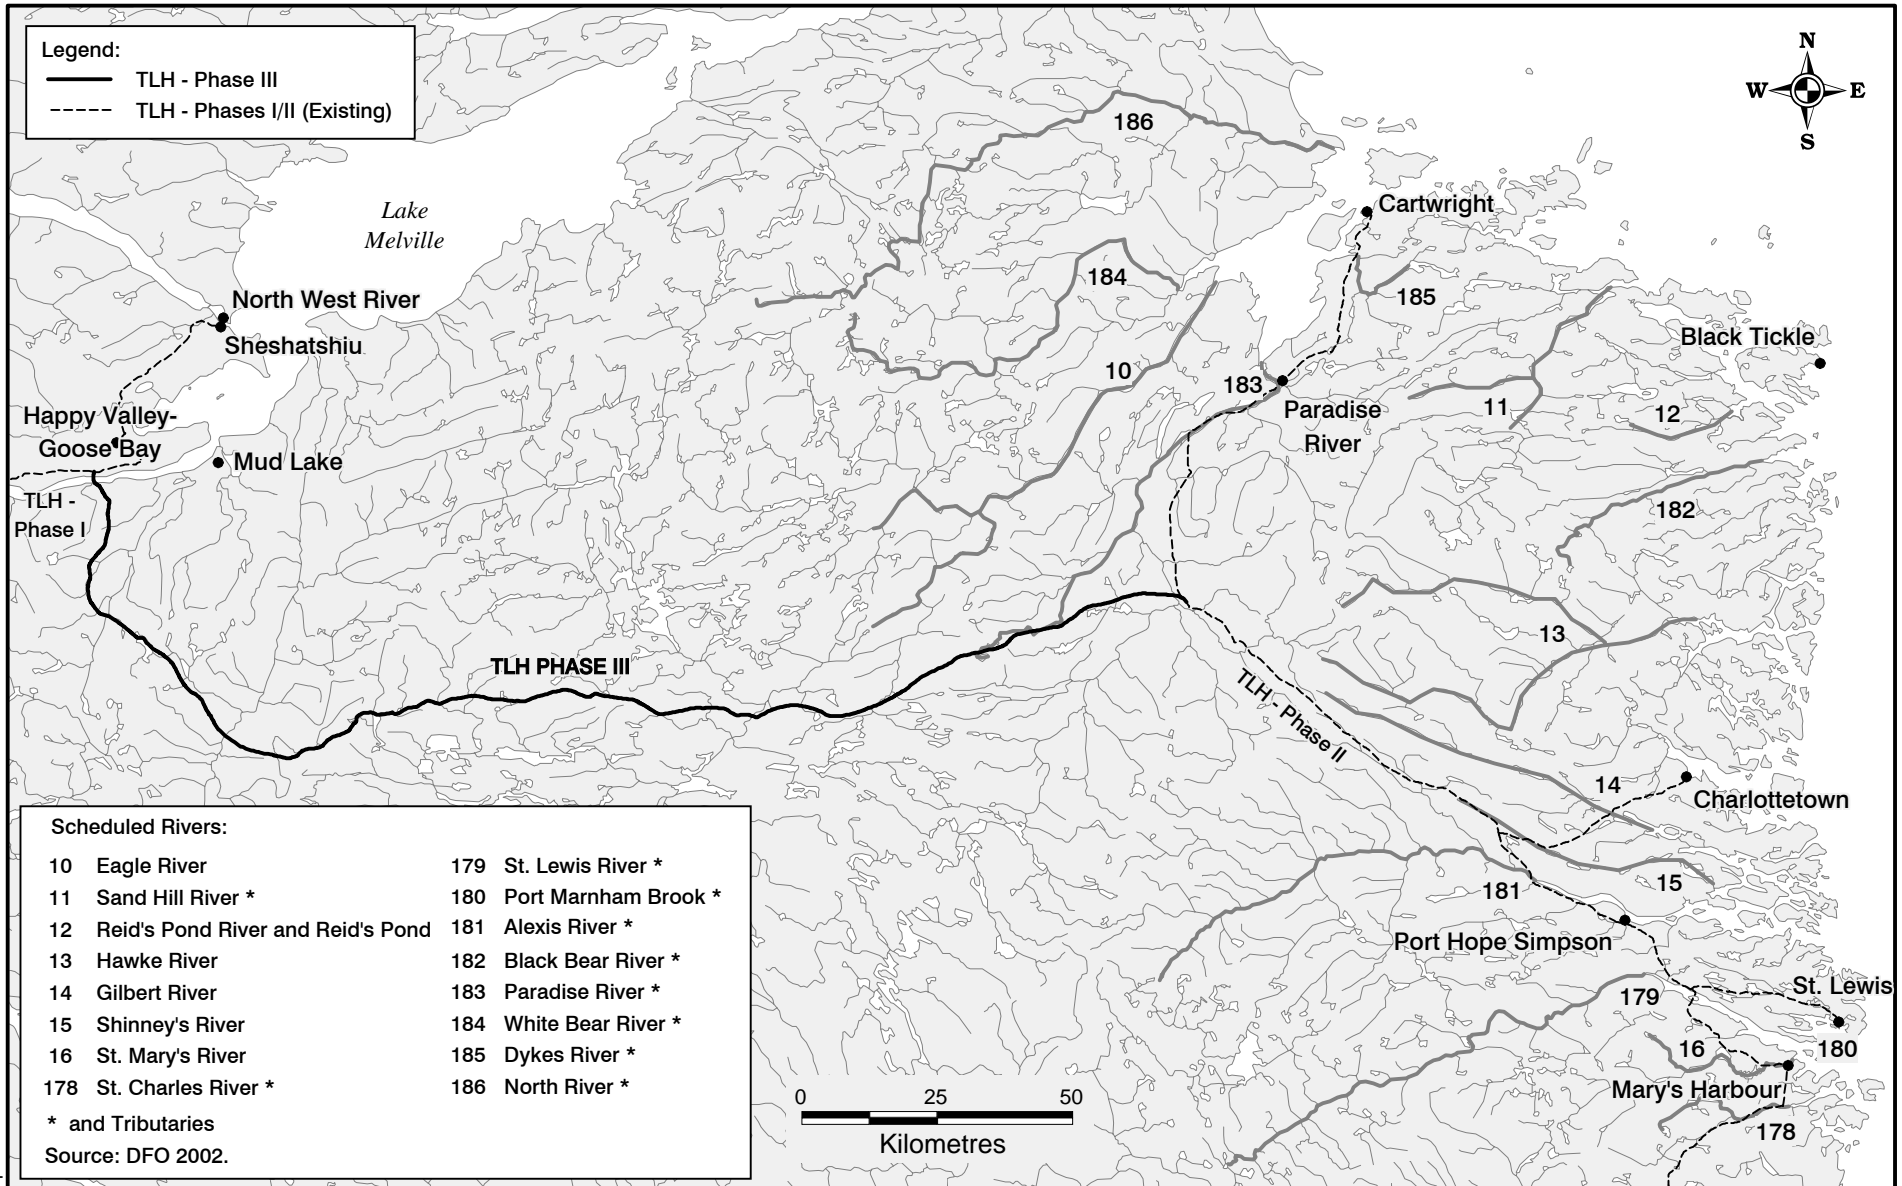 Legend:
TLH - Phase III
TLH - Phases I/II (Existing)
N
W E
S
186
Lake
Melville
Cartwright
184
185
North West River
Sheshatshiu
Black Tickle
10
183
Paradise
River
11
12
Happy Valley-
Goose Bay
Mud Lake
TLH -
Phase I
182
13
TLH PHASE III
TLH - Phase II
14
Charlottetown
15
181
Port Hope Simpson
179
St. Lewis
16
180
Mary's Harbour
178
Scheduled Rivers:
10 Eagle River
11 Sand Hill River *
12 Reid's Pond River and Reid's Pond
13 Hawke River
14 Gilbert River
15 Shinney's River
16 St. Mary's River
178 St. Charles River *
179 St. Lewis River *
180 Port Marnham Brook *
181 Alexis River *
182 Black Bear River *
183 Paradise River *
184 White Bear River *
185 Dykes River *
186 North River *
* and Tributaries
Source: DFO 2002.
0 25 50
Kilometres